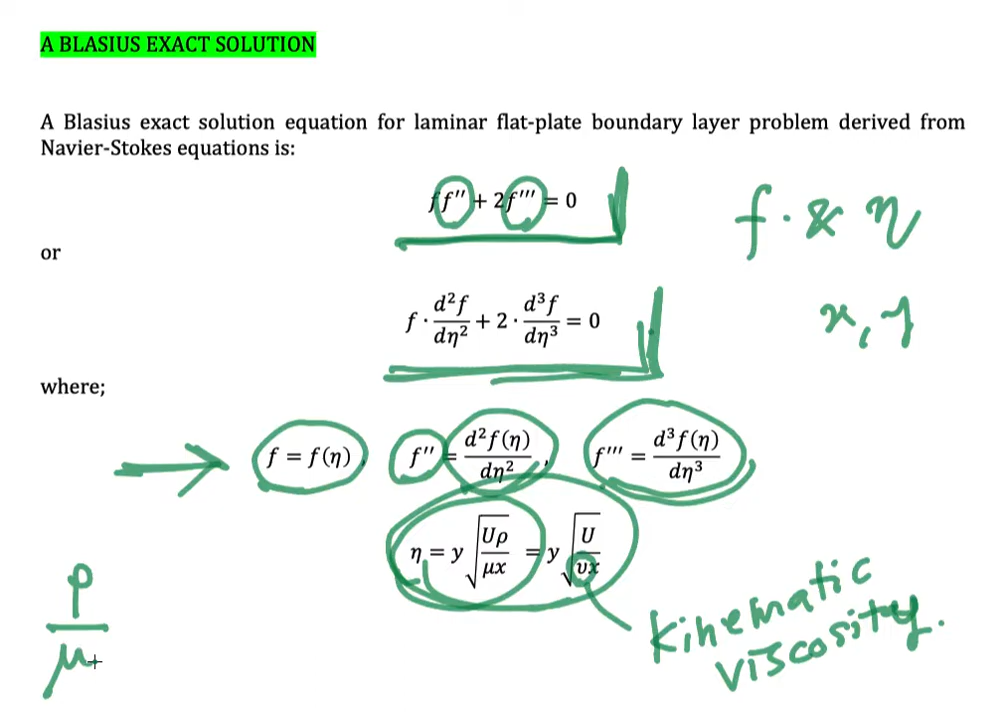 A BLASIUS EXACT SOLUTION
A Blasius exact solution equation for laminar flat-plate boundary layer problem derived from
Navier-Stokes equations is:
ff'' + 2f''' = 0
f · & η
or
f · d²f/dη² + 2 · d³f/dη³ = 0
x, y
where;
f = f(η), f'' = d²f(η)/dη², f''' = d³f(η)/dη³
η = y √(Uρ/μx) = y √(U/υx)
ρ/μ
Kinematic
viscosity.